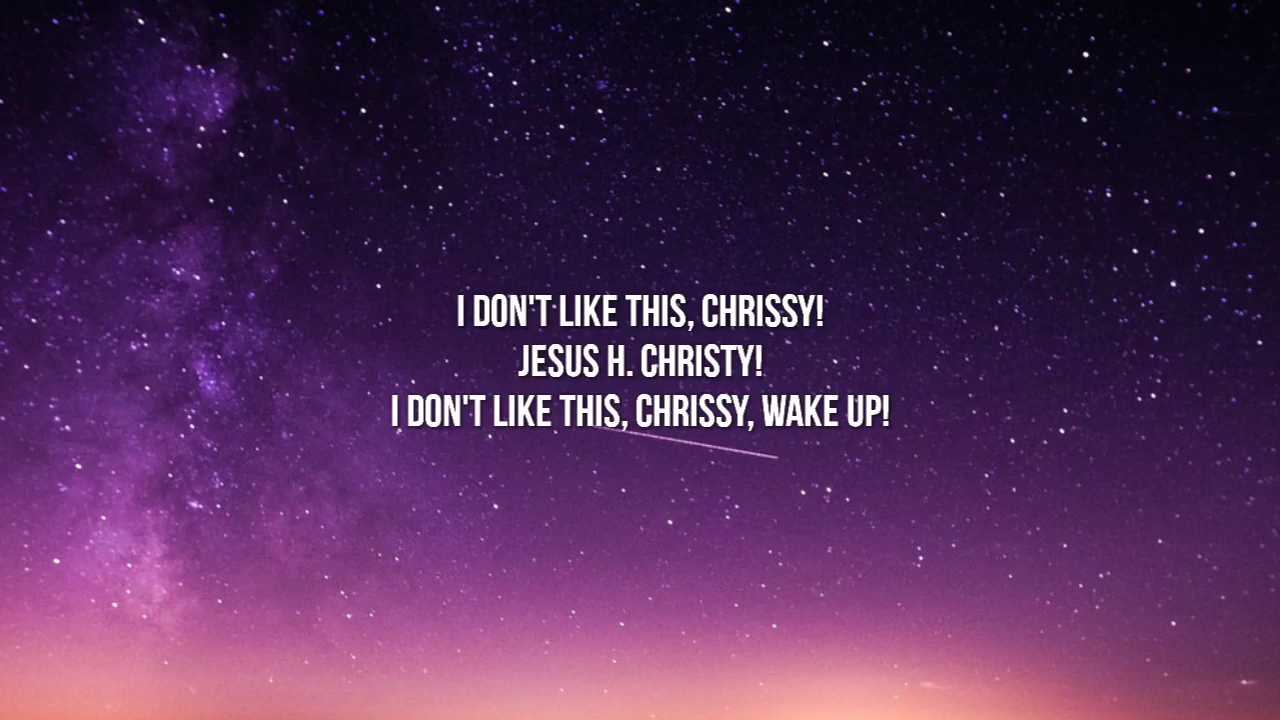 I DON'T LIKE THIS, CHRISSY!
JESUS H. CHRISTY!
I DON'T LIKE THIS, CHRISSY, WAKE UP!